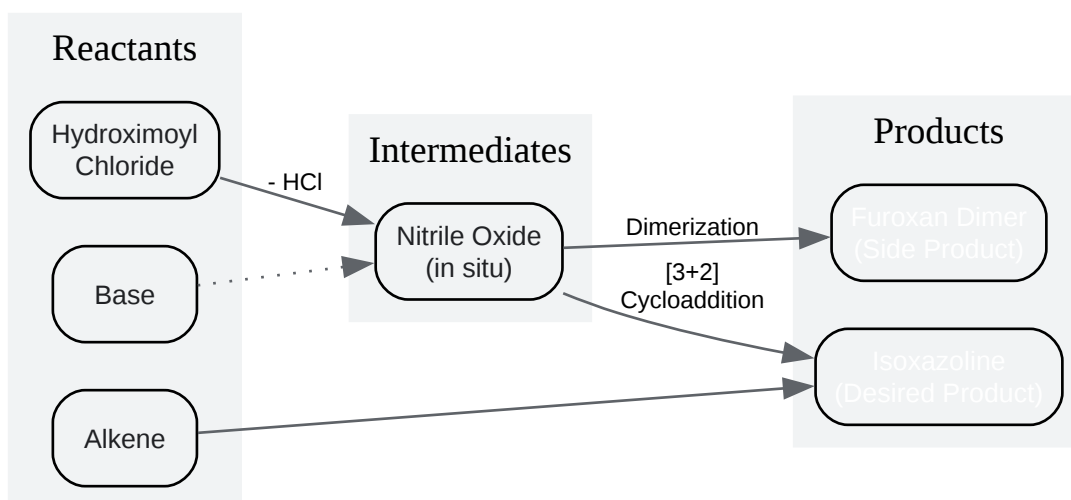 Reactants
Hydroximoyl
Chloride
Base
Alkene
- HCl
Intermediates
Nitrile Oxide
(in situ)
Dimerization
[3+2]
Cycloaddition
Products
Furoxan Dimer
(Side Product)
Isoxazoline
(Desired Product)